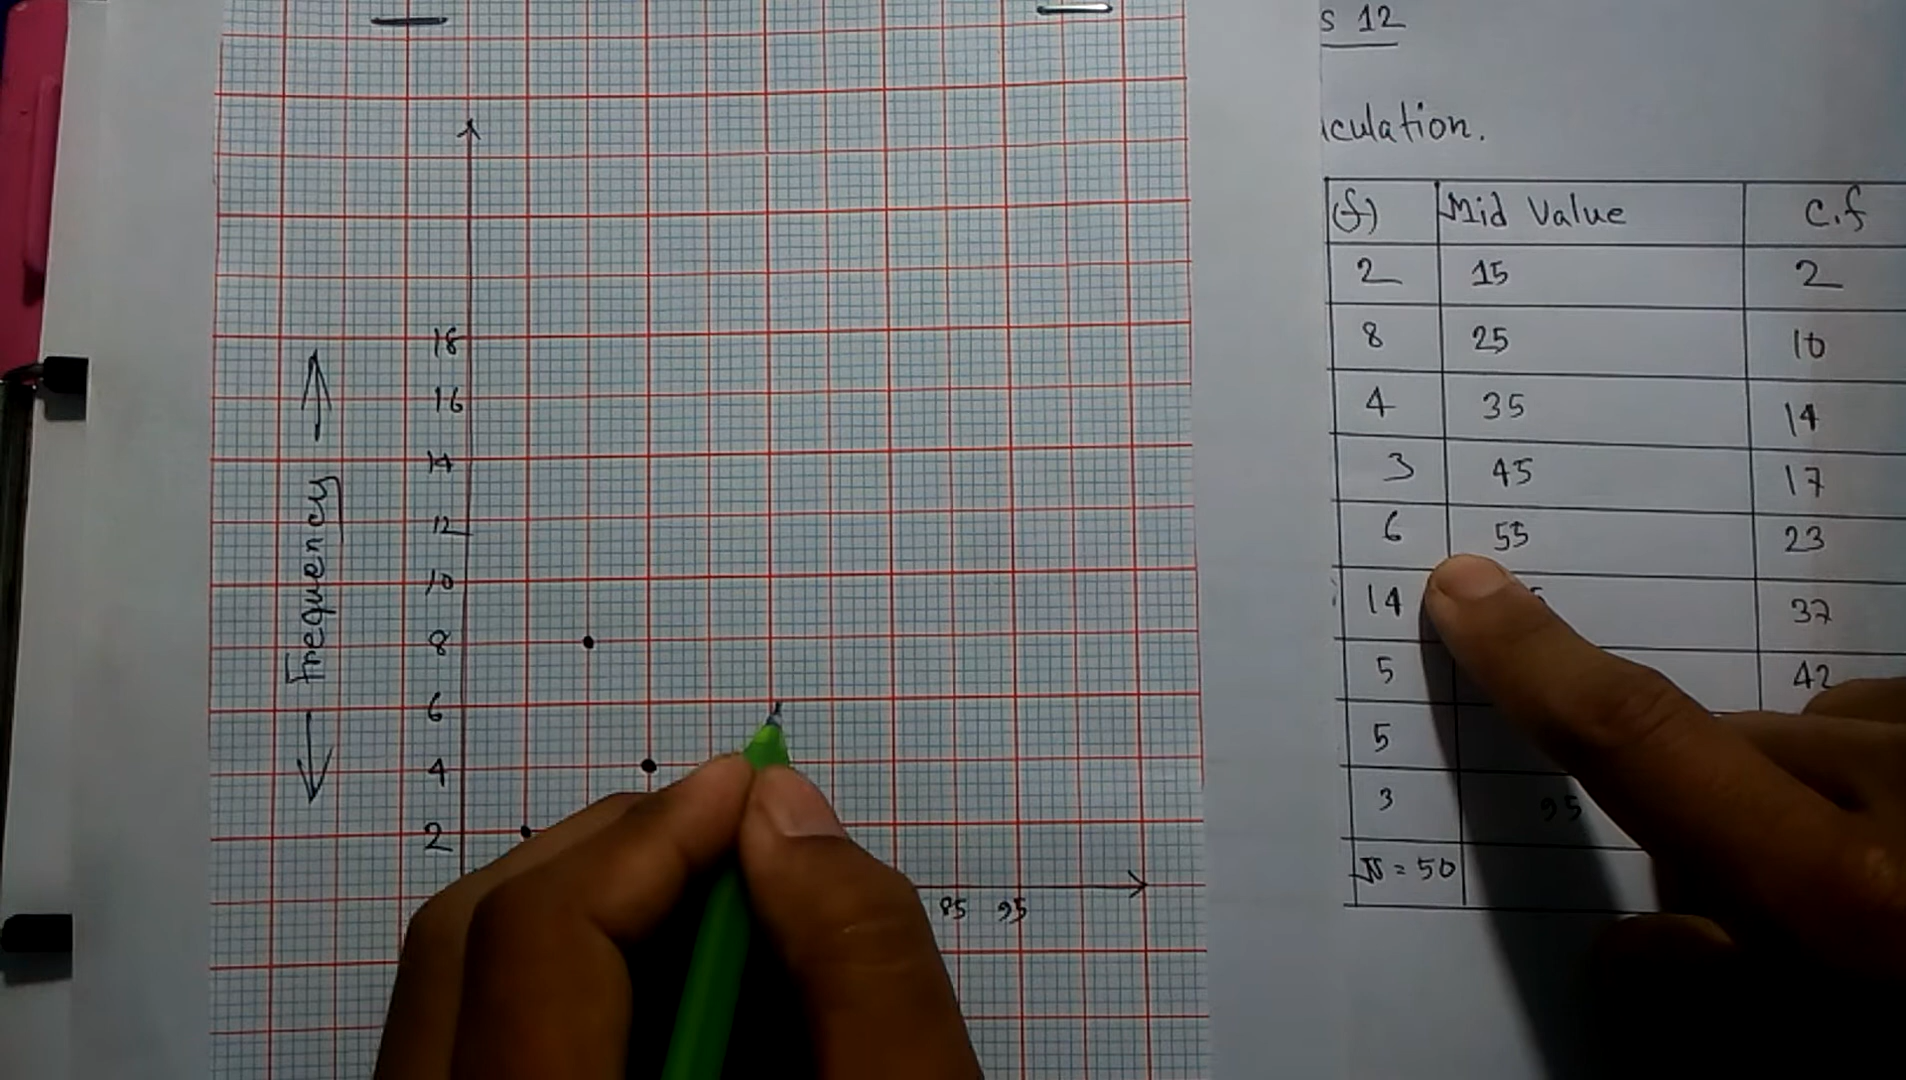 s 12
culation.
(f) Mid Value C.f
2 15 2
8 25 10
4 35 14
3 45 17
6 55 23
14 5 37
5 42
5
3 95
N = 50
18
16
14
12
10
8
6
4
2
Frequency
85 95